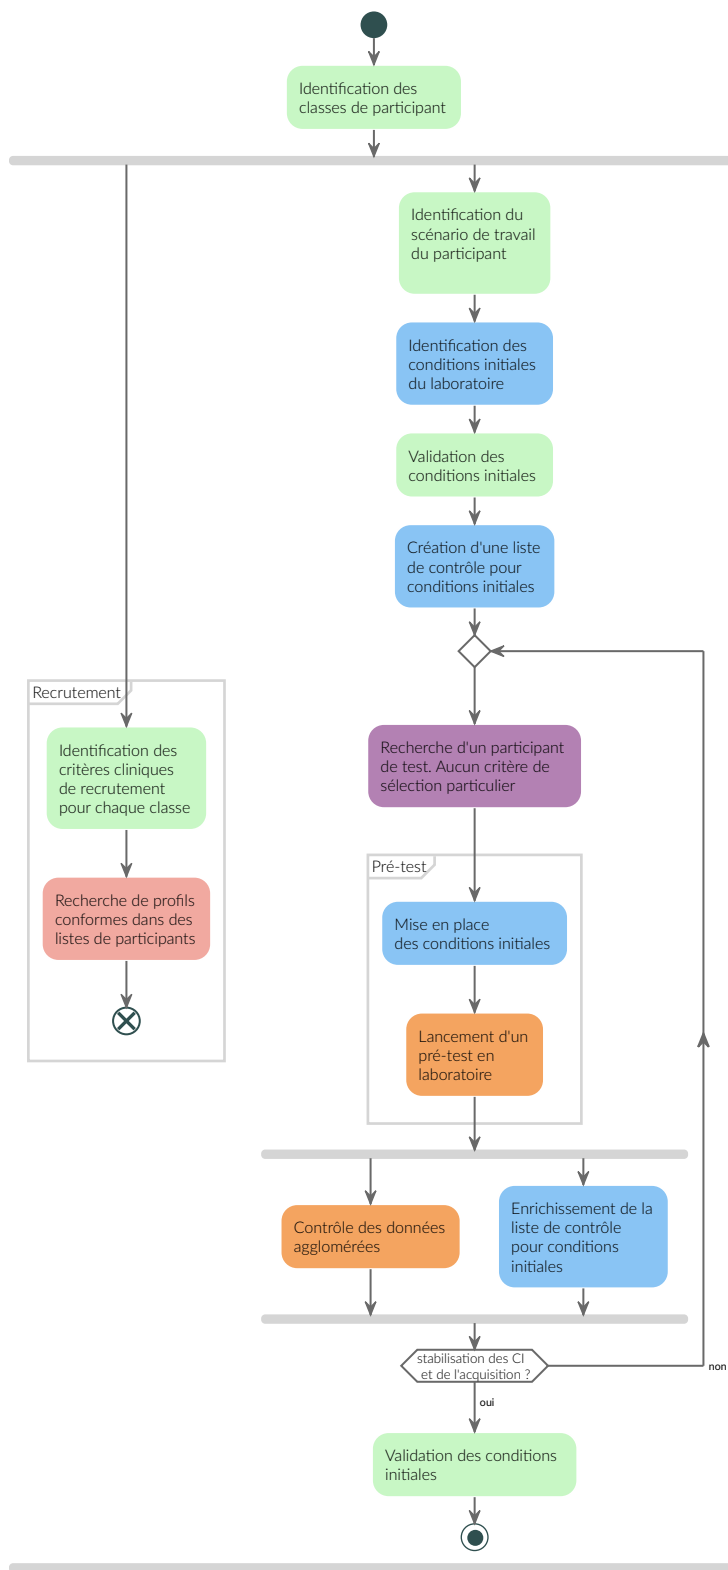 Identification des
classes de participant
Identification du
scénario de travail
du participant
Identification des
conditions initiales
du laboratoire
Validation des
conditions initiales
Création d'une liste
de contrôle pour
conditions initiales
Recrutement
Identification des
critères cliniques
de recrutement
pour chaque classe
Recherche de profils
conformes dans des
listes de participants
Recherche d'un participant
de test. Aucun critère de
sélection particulier
Pré-test
Mise en place
des conditions initiales
Lancement d'un
pré-test en
laboratoire
Contrôle des données
agglomérées
Enrichissement de la
liste de contrôle
pour conditions
initiales
stabilisation des CI
et de l'acquisition ?
non
oui
Validation des conditions
initiales